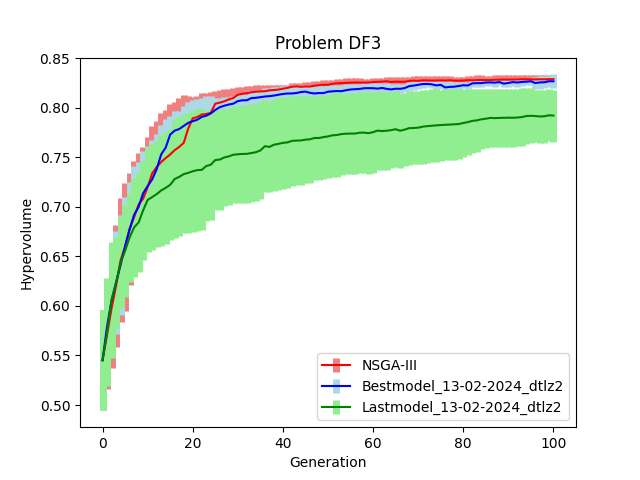 Problem DF3
Hypervolume
0.85
0.80
0.75
0.70
0.65
0.60
0.55
0.50
NSGA-III
Bestmodel_13-02-2024_dtlz2
Lastmodel_13-02-2024_dtlz2
0 20 40 60 80 100
Generation